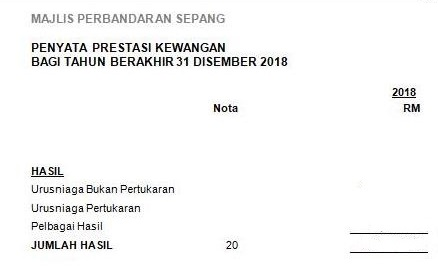 MAJLIS PERBANDARAN SEPANG
PENYATA PRESTASI KEWANGAN
BAGI TAHUN BERAKHIR 31 DISEMBER 2018
2018
Nota RM
HASIL
Urusniaga Bukan Pertukaran
Urusniaga Pertukaran
Pelbagai Hasil
JUMLAH HASIL 20